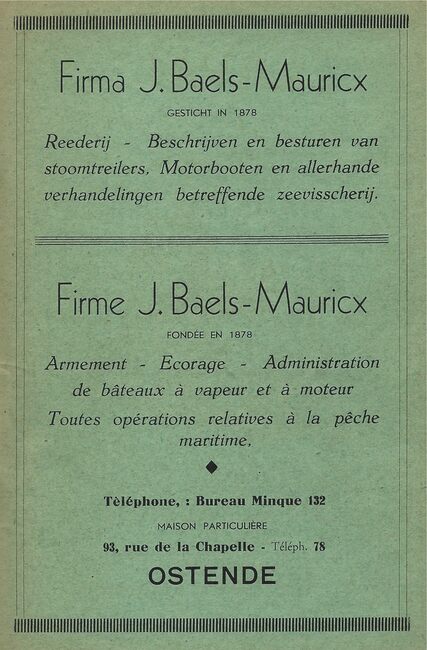 Firma J. Baels-Mauricx
GESTICHT IN 1878
Reederij - Beschrijven en besturen van
stoomtreilers, Motorbooten en allerhande
verhandelingen betreffende zeevisscherij.
Firme J. Baels-Mauricx
FONDÉE EN 1878
Armement - Ecorage - Administration
de bâteaux à vapeur et à moteur
Toutes opérations relatives à la pêche
maritime,
Tèléphone, : Bureau Minque 132
MAISON PARTICULIÈRE
93, rue de la Chapelle - Téléph. 78
OSTENDE